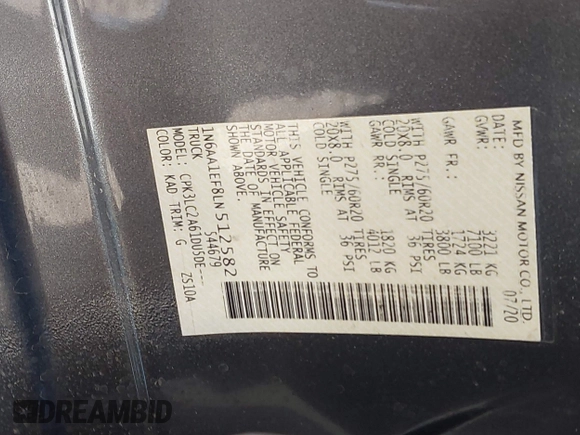 MFD BY NISSAN MOTOR CO., LTD.
DATE: 07/20
GVWR: 3221 KG
7100 LB
GAWR FR.: 1724 KG
3800 LB
WITH P275/60R20 TIRES
20X8.0 J RIMS AT
COLD SINGLE 36 PSI
GAWR RR.: 1820 KG
4012 LB
WITH P275/60R20 TIRES
20X8.0 J RIMS AT
COLD SINGLE 36 PSI
THIS VEHICLE CONFORMS TO
ALL APPLICABLE FEDERAL
MOTOR VEHICLE SAFETY
STANDARDS IN EFFECT ON
THE DATE OF MANUFACTURE
SHOWN ABOVE.
1N6AA1EF8LN512582
TRUCK 544679
MODEL: CPK3LC2A61DU5DE---
COLOR: KAD TRIM: G ZS10A
DREAMBID